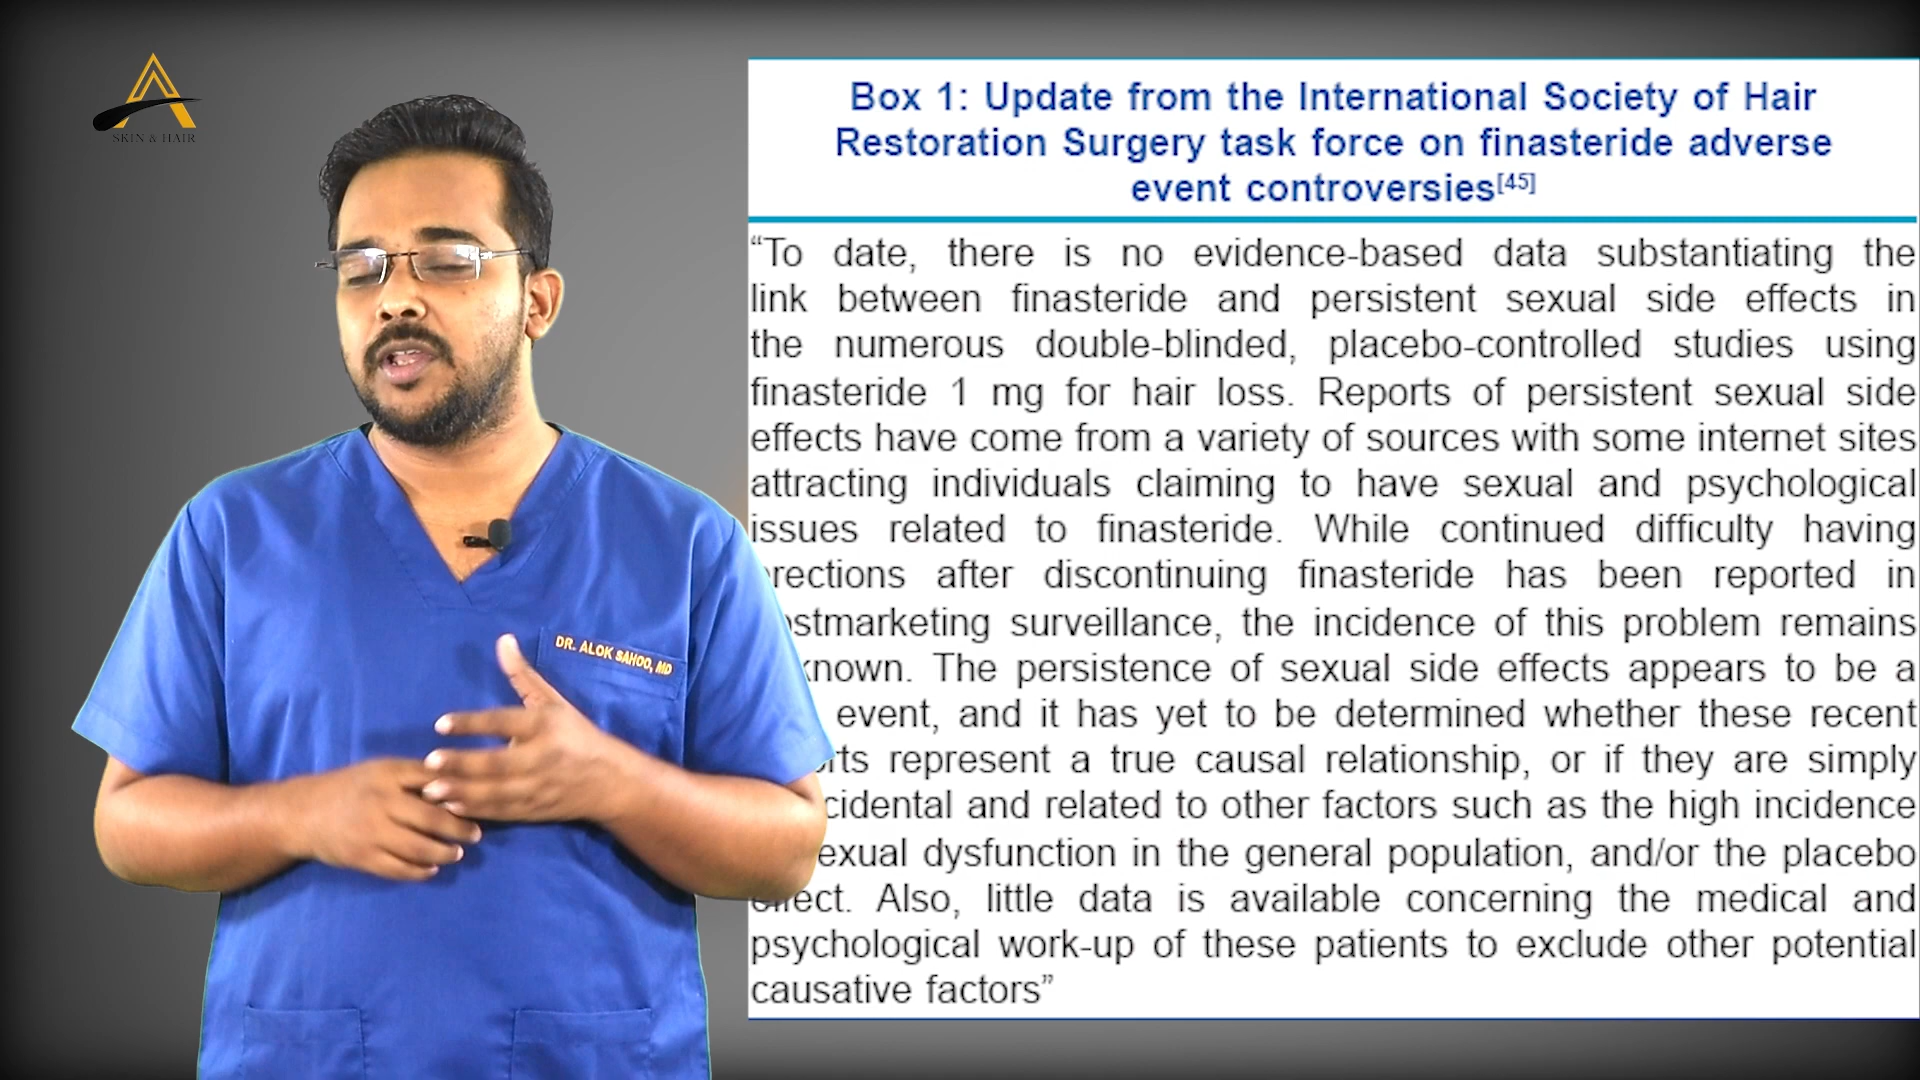 SKIN & HAIR
Box 1: Update from the International Society of Hair
Restoration Surgery task force on finasteride adverse
event controversies[45]
“To date, there is no evidence-based data substantiating the
link between finasteride and persistent sexual side effects in
the numerous double-blinded, placebo-controlled studies using
finasteride 1 mg for hair loss. Reports of persistent sexual side
effects have come from a variety of sources with some internet sites
attracting individuals claiming to have sexual and psychological
issues related to finasteride. While continued difficulty having
rections after discontinuing finasteride has been reported in
stmarketing surveillance, the incidence of this problem remains
known. The persistence of sexual side effects appears to be a
event, and it has yet to be determined whether these recent
rts represent a true causal relationship, or if they are simply
cidental and related to other factors such as the high incidence
exual dysfunction in the general population, and/or the placebo
effect. Also, little data is available concerning the medical and
psychological work-up of these patients to exclude other potential
causative factors”
DR. ALOK SAHOO, MD